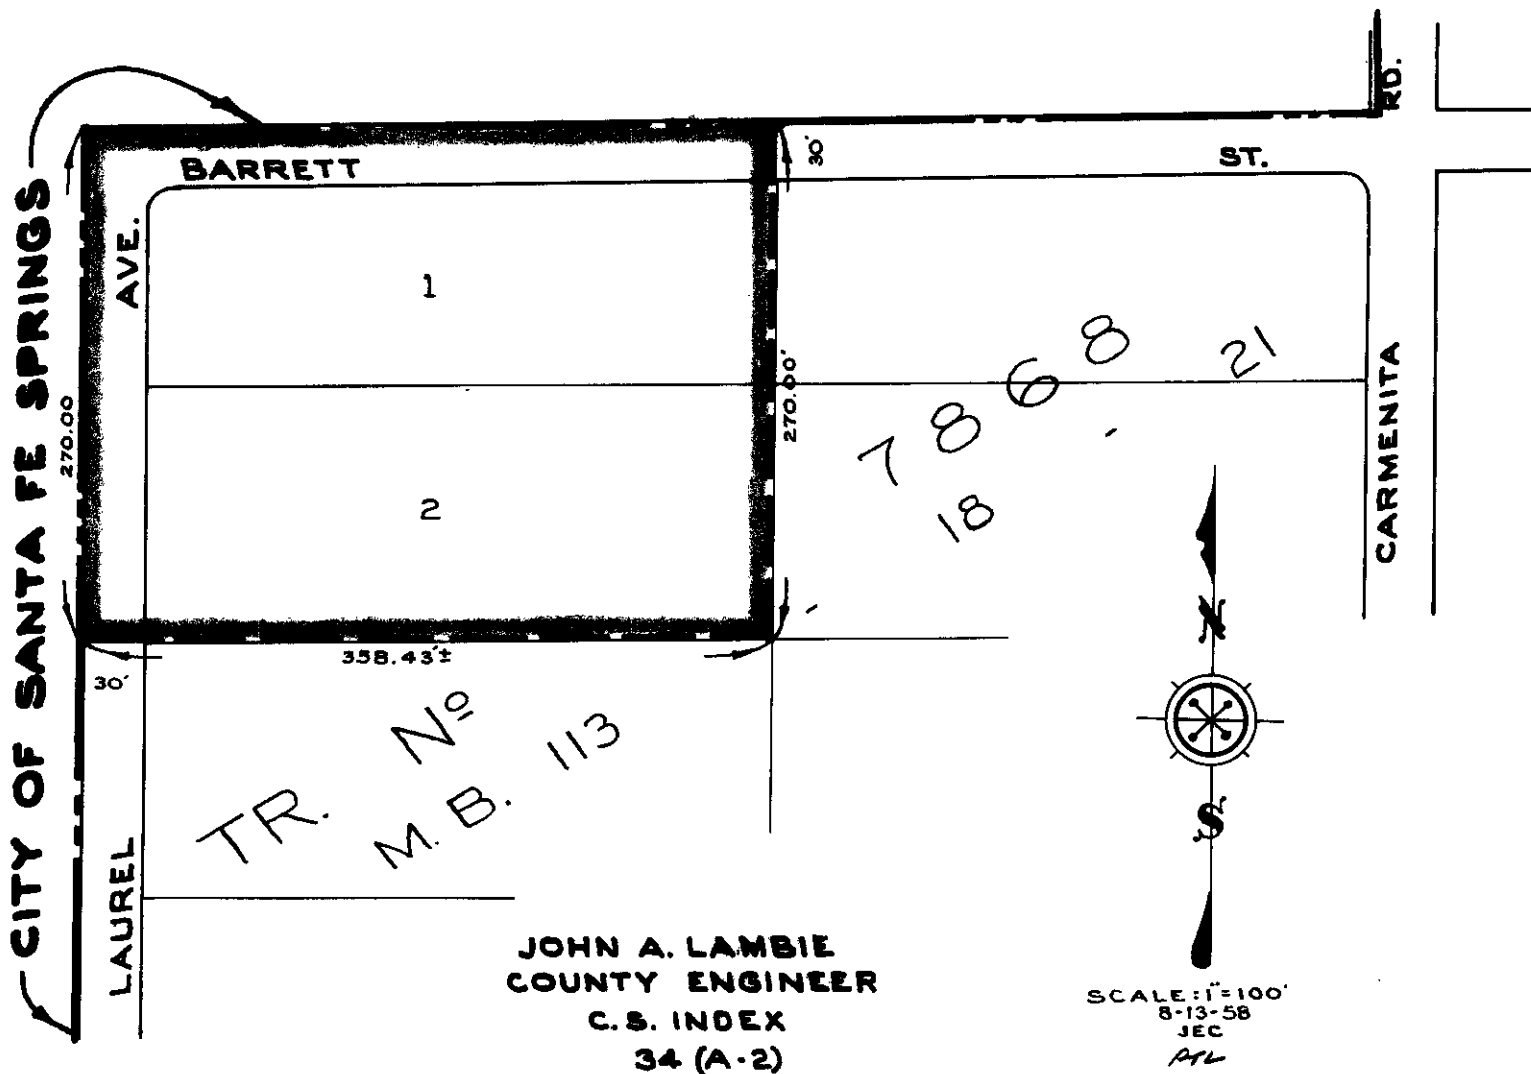 CITY OF SANTA FE SPRINGS
BARRETT
ST.
RD.
30'
AVE.
1
270.00
270.00'
2
TR. Nº 7868
M.B. 113 18 21
CARMENITA
358.43'±
30'
LAUREL
N
S
JOHN A. LAMBIE
COUNTY ENGINEER
C.S. INDEX
34 (A-2)
SCALE: 1"=100'
8-13-58
JEC